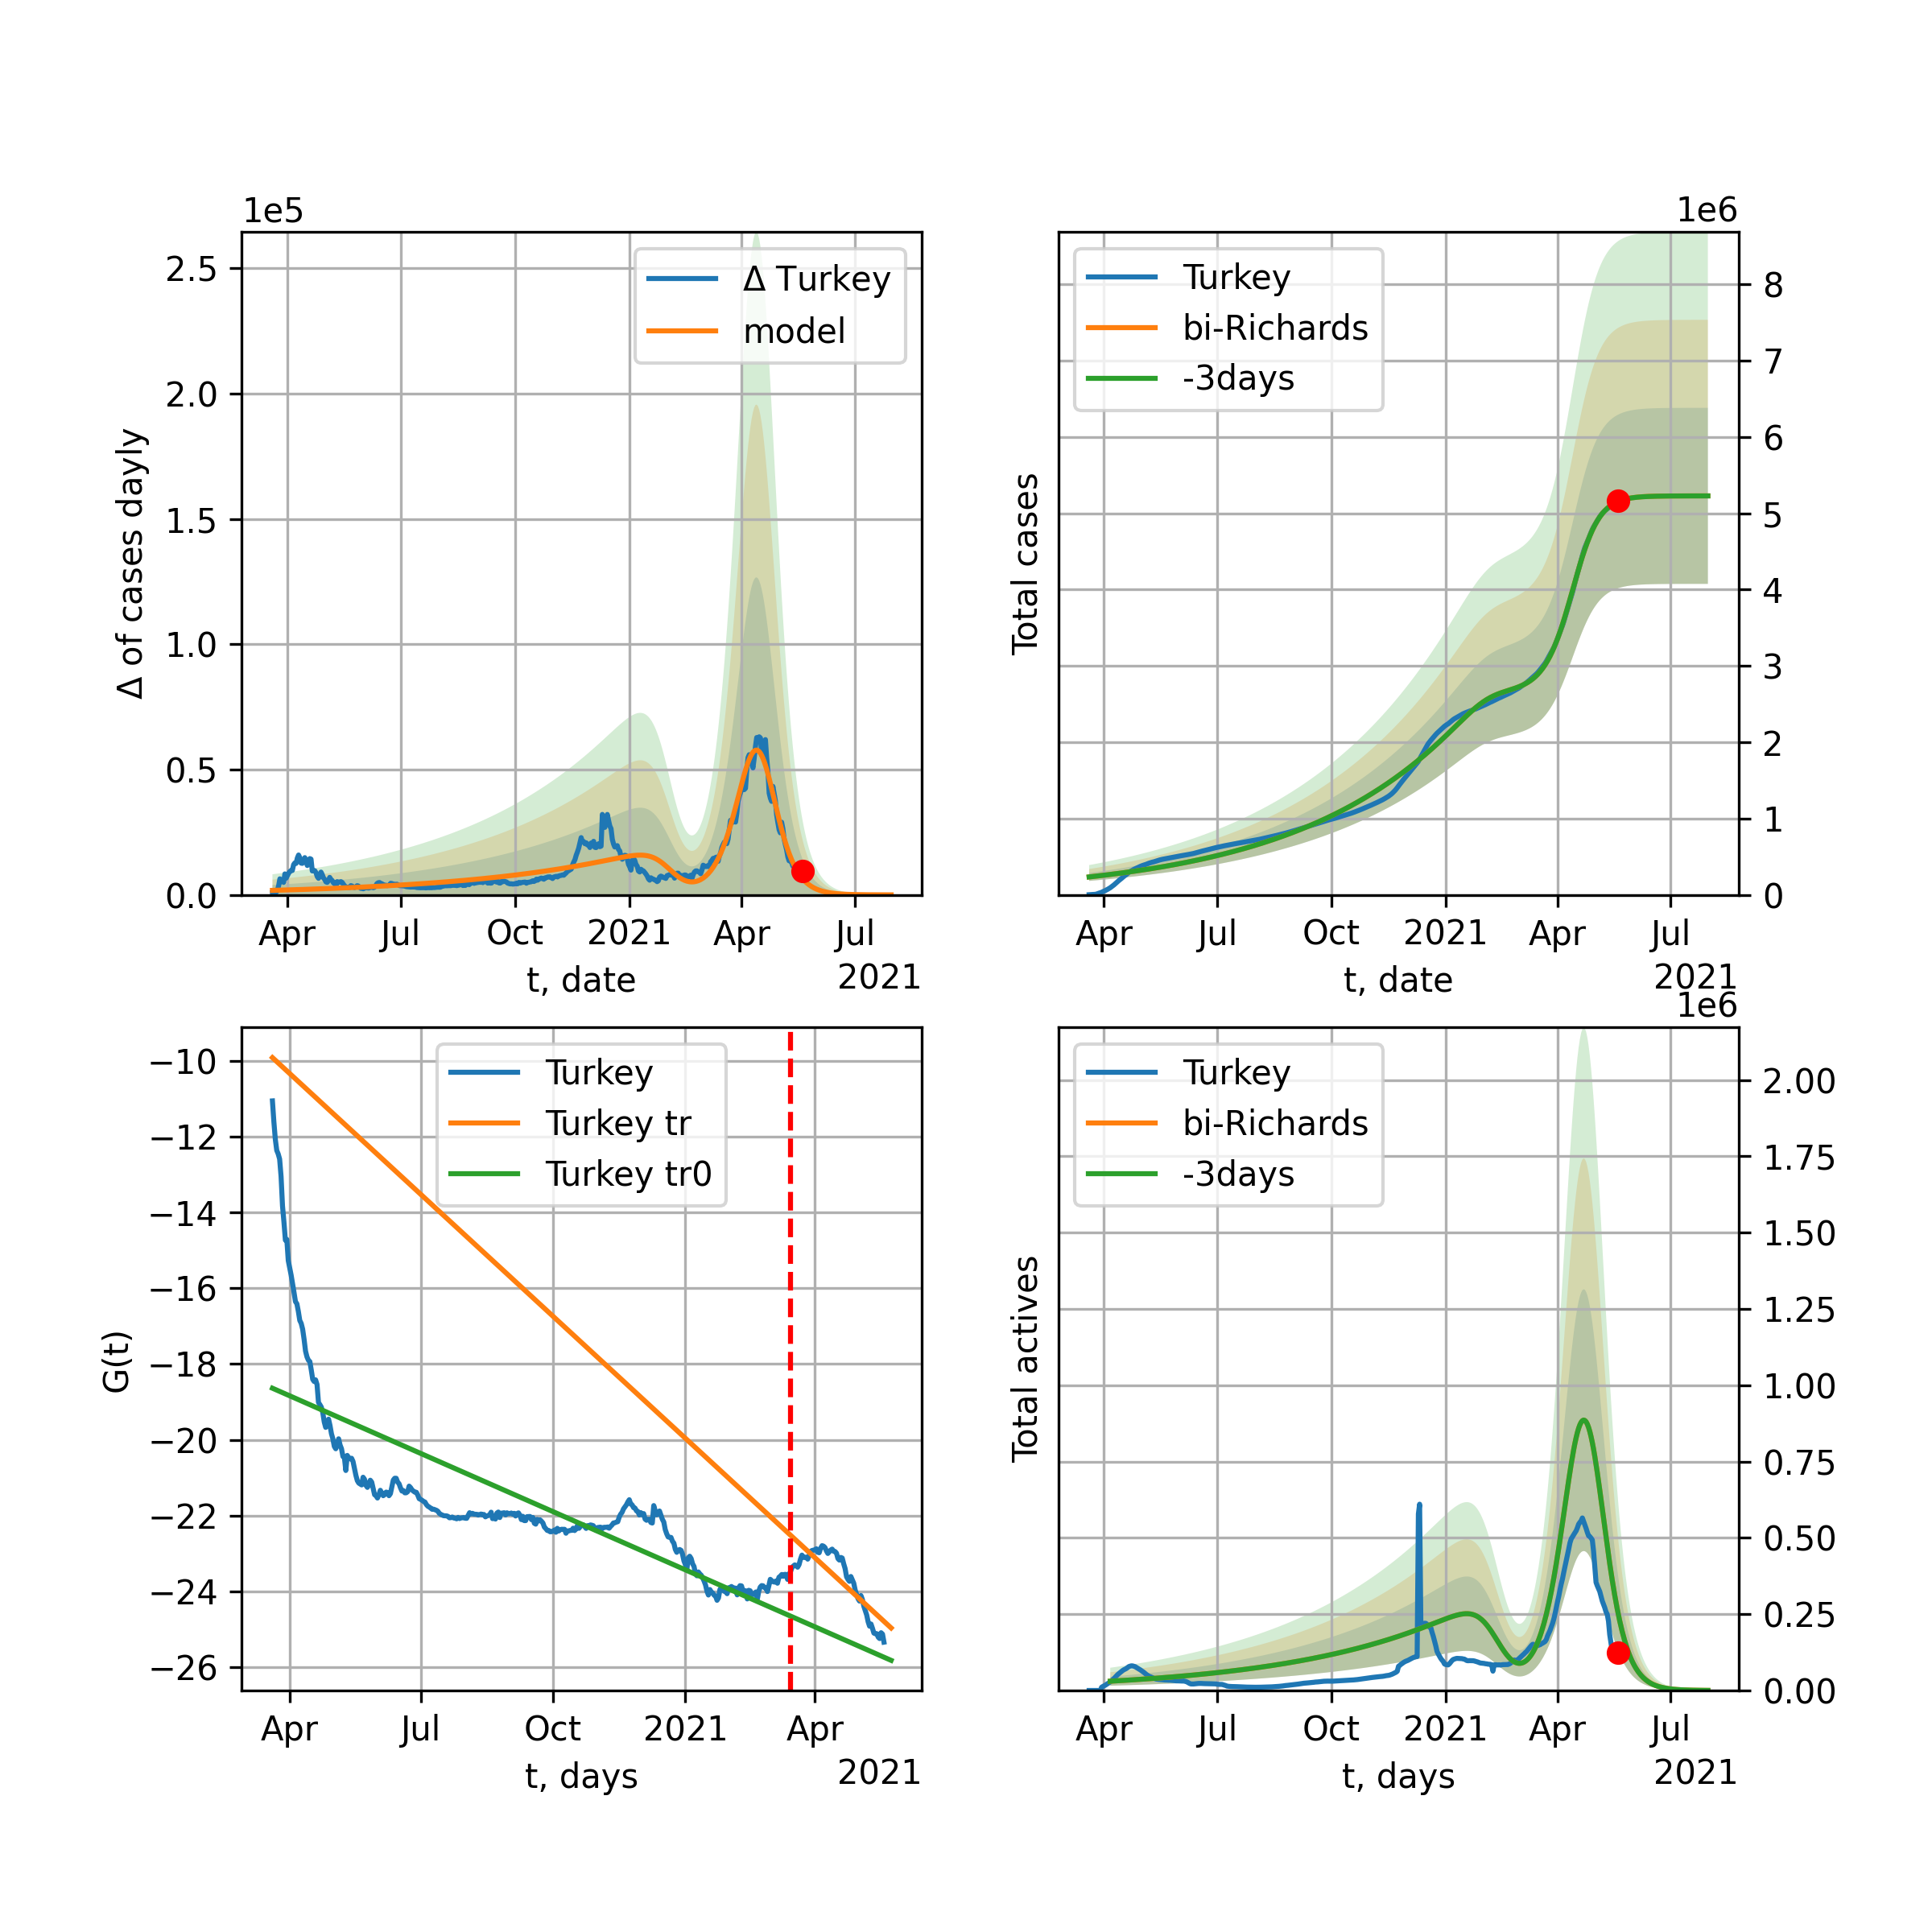 1e5
2.5
2.0
1.5
1.0
0.5
0.0
Δ of cases dayly
Δ Turkey
model
Apr Jul Oct 2021 Apr Jul
t, date
2021
1e6
8
7
6
5
4
3
2
1
0
Total cases
Turkey
bi-Richards
-3days
Apr Jul Oct 2021 Apr Jul
t, date
2021
−10
−12
−14
−16
−18
−20
−22
−24
−26
G(t)
Turkey
Turkey tr
Turkey tr0
Apr Jul Oct 2021 Apr
t, days
2021
1e6
2.00
1.75
1.50
1.25
1.00
0.75
0.50
0.25
0.00
Total actives
Turkey
bi-Richards
-3days
Apr Jul Oct 2021 Apr Jul
t, days
2021